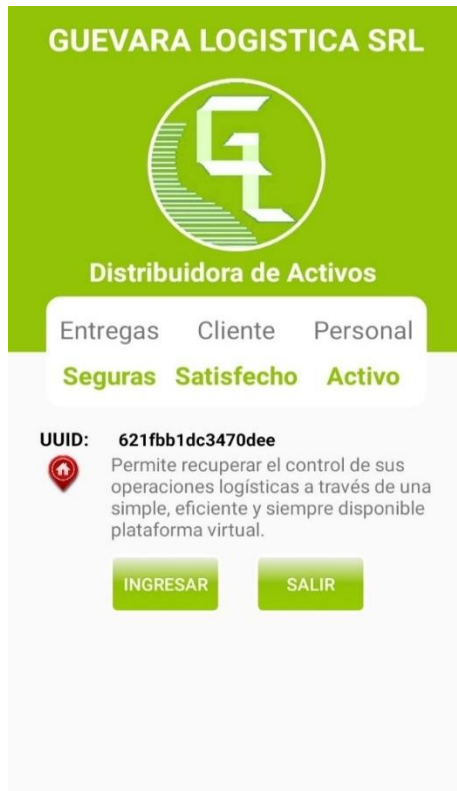 GUEVARA LOGISTICA SRL
GL
Distribuidora de Activos
Entregas Cliente Personal
Seguras Satisfecho Activo
UUID: 621fbb1dc3470dee
Permite recuperar el control de sus
operaciones logísticas a través de una
simple, eficiente y siempre disponible
plataforma virtual.
INGRESAR SALIR